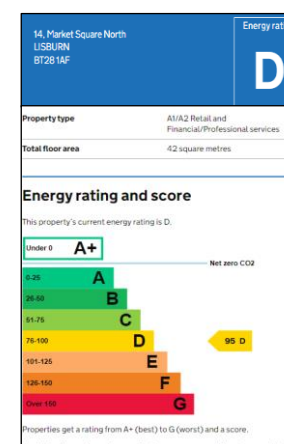 14, Market Square North
LISBURN
BT28 1AF
Energy rati
D
Property type
A1/A2 Retail and
Financial/Professional services
Total floor area
42 square metres
Energy rating and score
This property's current energy rating is D.
Under 0 A+
Net zero CO2
0-25 A
26-50 B
51-75 C
76-100 D 95 D
101-125 E
126-150 F
Over 150 G
Properties get a rating from A+ (best) to G (worst) and a score.